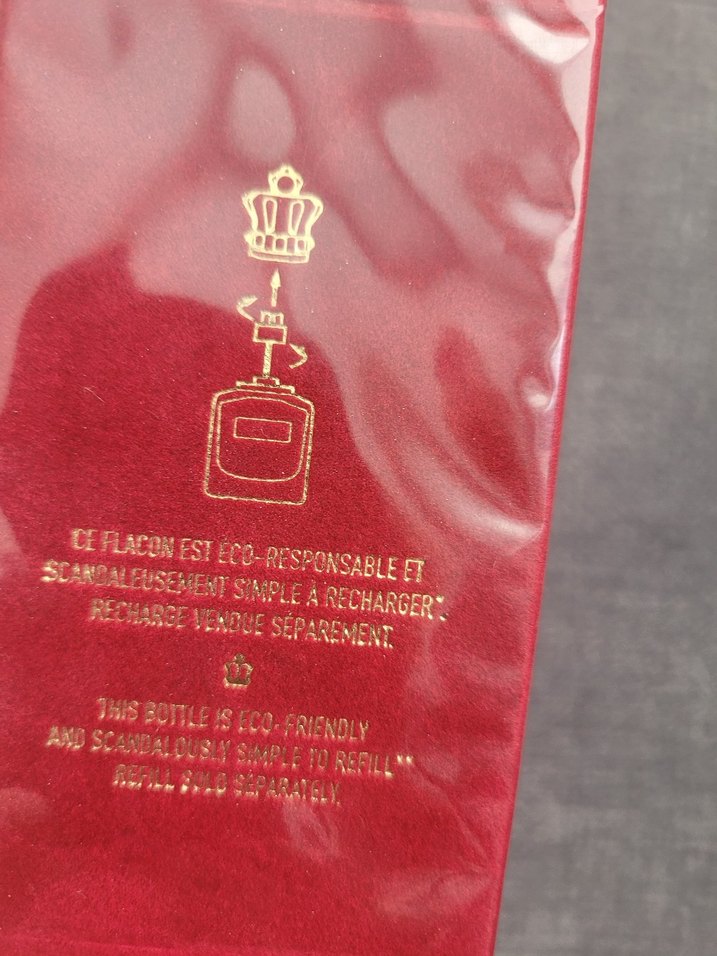 CE FLACON EST ÉCO-RESPONSABLE ET
SCANDALEUSEMENT SIMPLE À RECHARGER**.
RECHARGE VENDUE SÉPAREMENT.
THIS BOTTLE IS ECO-FRIENDLY
AND SCANDALOUSLY SIMPLE TO REFILL**
REFILL SOLD SEPARATELY.